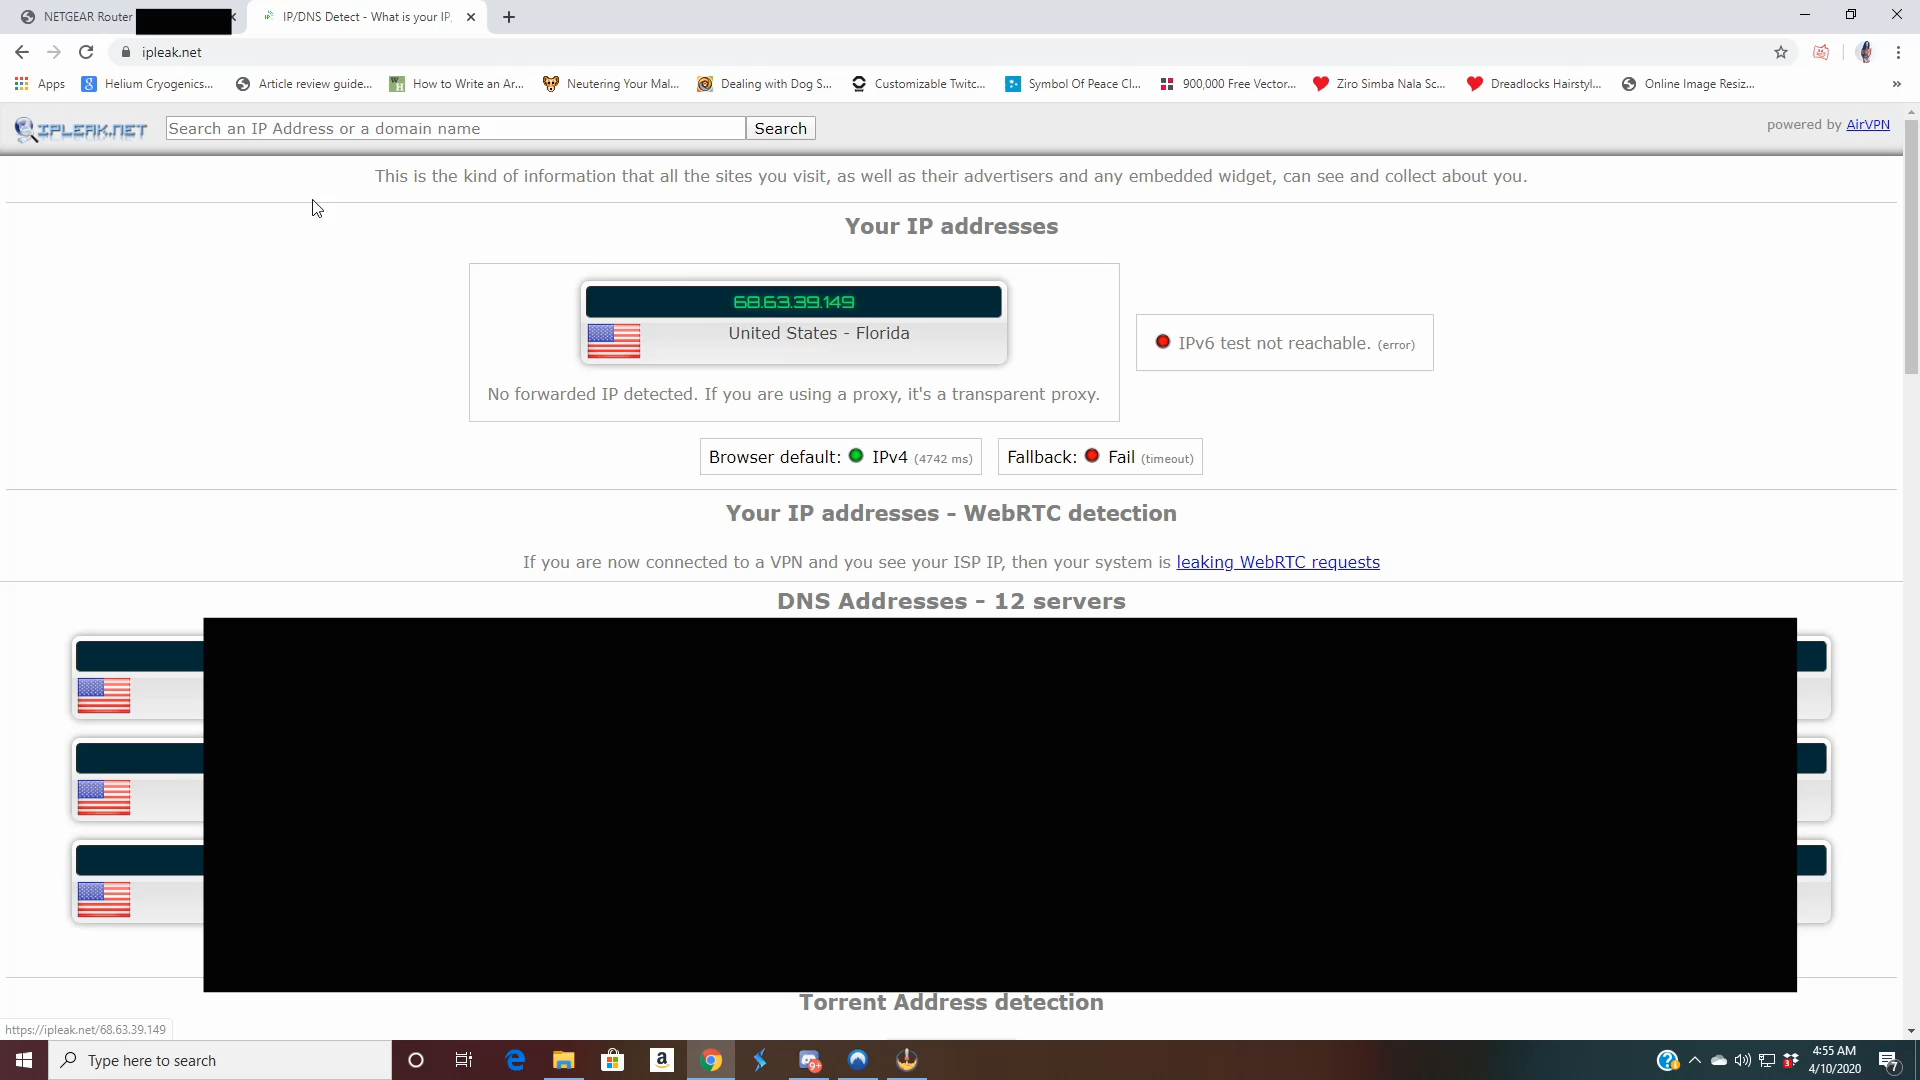 NETGEAR Router
IP/DNS Detect - What is your IP,
ipleak.net
Apps
Helium Cryogenics...
Article review guide...
How to Write an Ar...
Neutering Your Mal...
Dealing with Dog S...
Customizable Twitc...
Symbol Of Peace Cl...
900,000 Free Vector...
Ziro Simba Nala Sc...
Dreadlocks Hairstyl...
Online Image Resiz...
IPLEAK.NET
Search an IP Address or a domain name
Search
powered by AirVPN
This is the kind of information that all the sites you visit, as well as their advertisers and any embedded widget, can see and collect about you.
Your IP addresses
68.63.39.149
United States - Florida
No forwarded IP detected. If you are using a proxy, it's a transparent proxy.
IPv6 test not reachable. (error)
Browser default: IPv4 (4742 ms)
Fallback: Fail (timeout)
Your IP addresses - WebRTC detection
If you are now connected to a VPN and you see your ISP IP, then your system is leaking WebRTC requests
DNS Addresses - 12 servers
Torrent Address detection
https://ipleak.net/68.63.39.149
Type here to search
9+
3
4:55 AM
4/10/2020
7